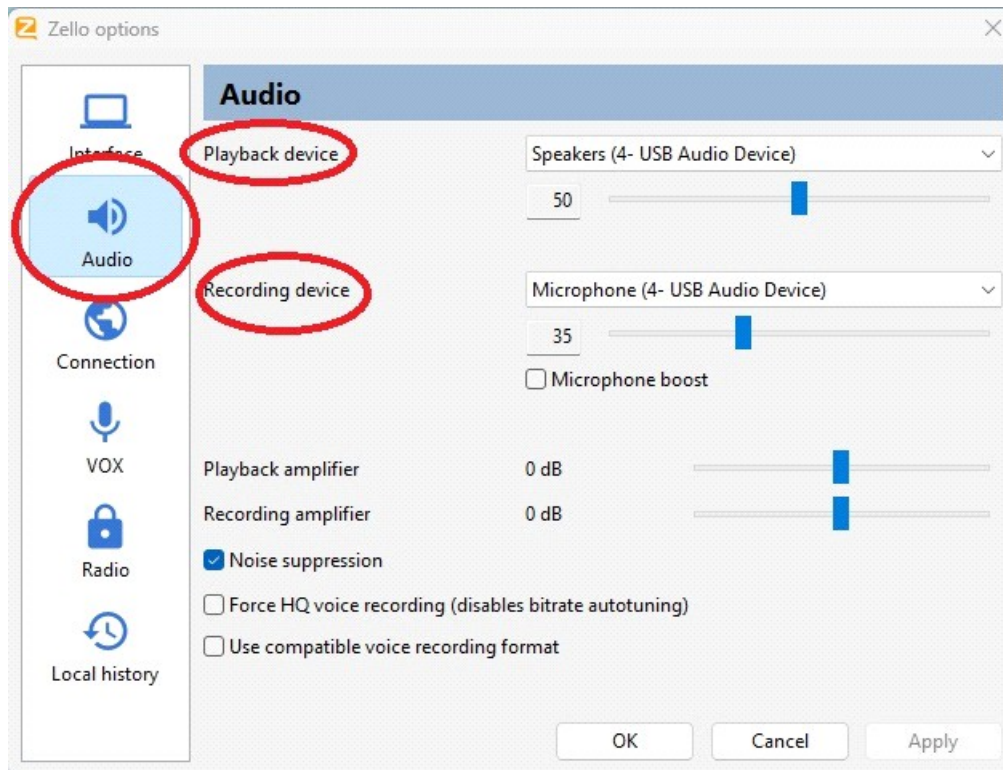 Zello options
Interface
Audio
Connection
VOX
Radio
Local history
Audio
Playback device
Speakers (4- USB Audio Device)
50
Recording device
Microphone (4- USB Audio Device)
35
Microphone boost
Playback amplifier
0 dB
Recording amplifier
0 dB
Noise suppression
Force HQ voice recording (disables bitrate autotuning)
Use compatible voice recording format
OK
Cancel
Apply